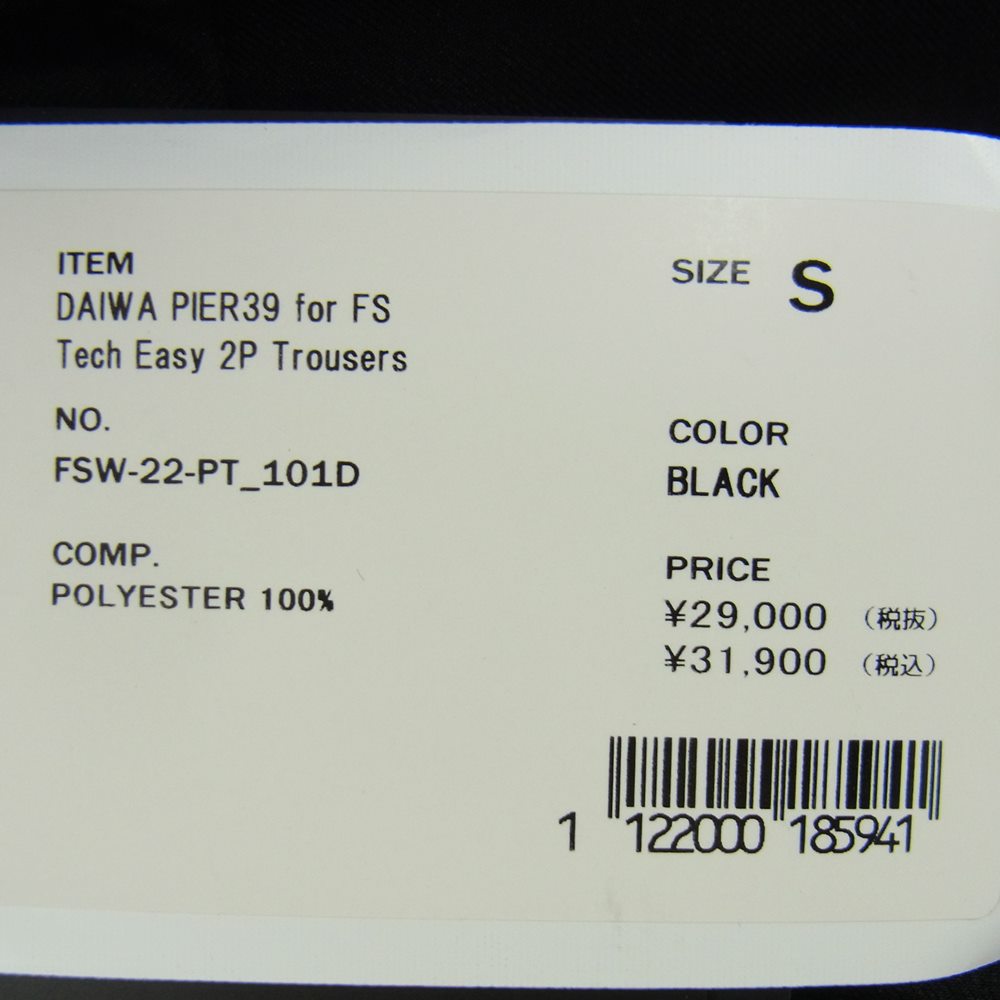 ITEM
DAIWA PIER39 for FS
Tech Easy 2P Trousers
NO.
FSW-22-PT_101D
COMP.
POLYESTER 100%
SIZE S
COLOR
BLACK
PRICE
¥29,000 (税抜)
¥31,900 (税込)
1 122000 185941